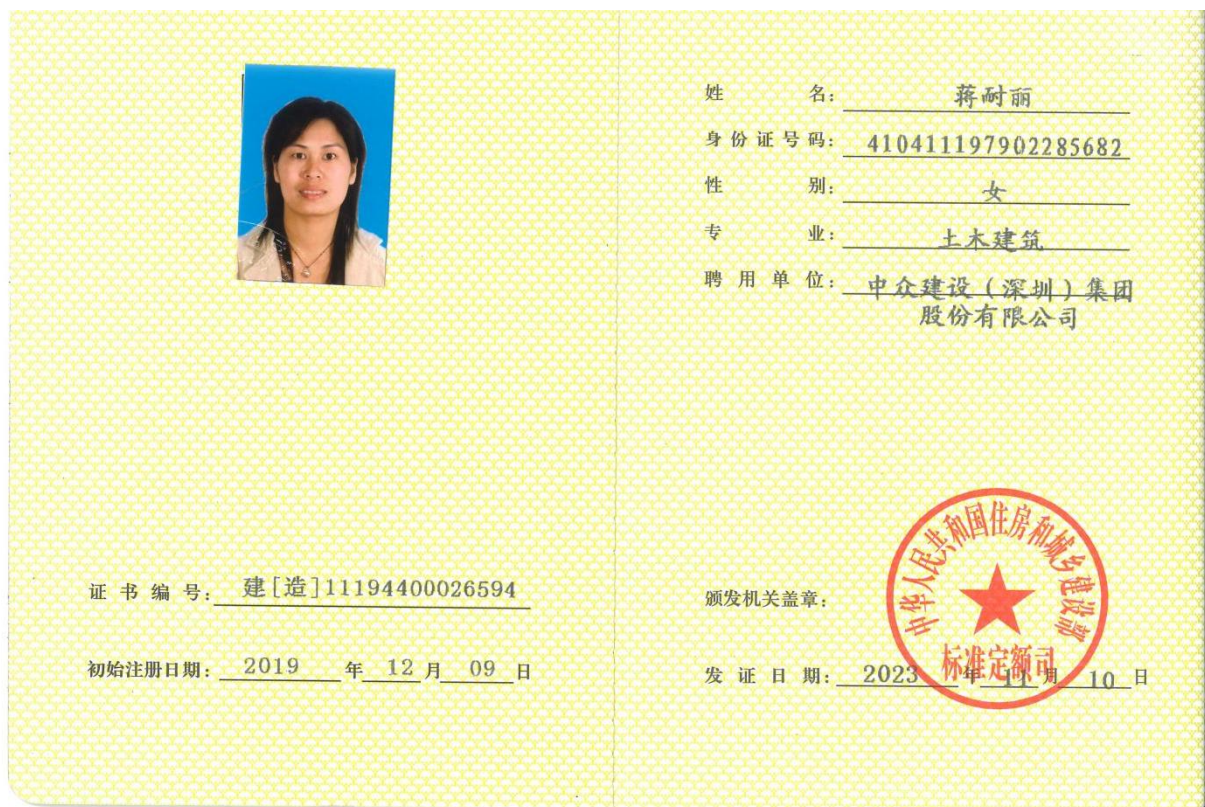 姓 名: 蒋耐丽
身份证号码: 410411197902285682
性 别: 女
专 业: 土木建筑
聘用单位: 中众建设（深圳）集团
股份有限公司
证书编号: 建[造]11194400026594
初始注册日期: 2019 年 12 月 09 日
颁发机关盖章:
中华人民共和国住房和城乡建设部
标准定额司
发证日期: 2023 年 11 月 10 日